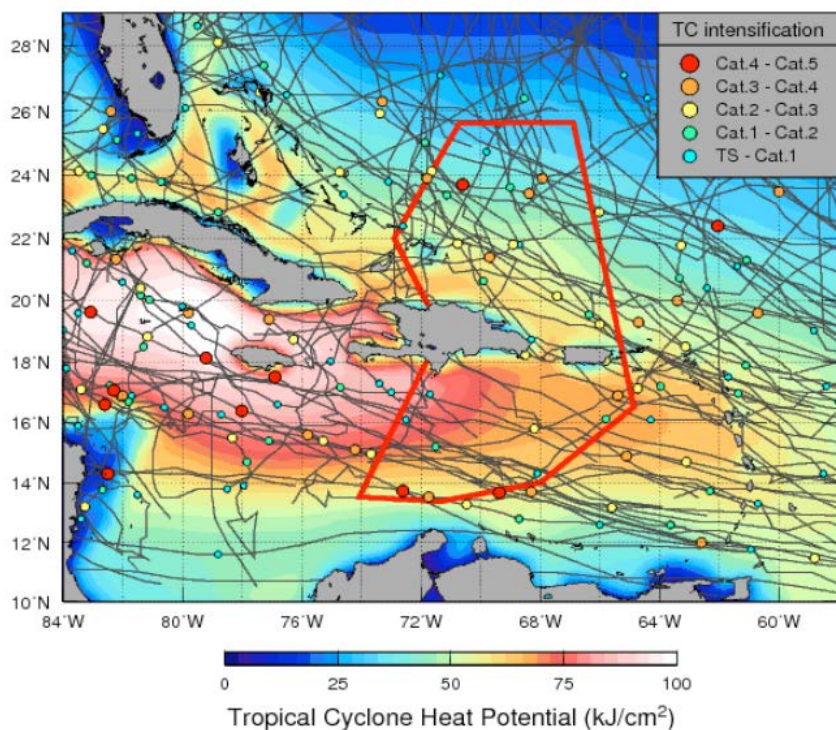 28°N
26°N
24°N
22°N
20°N
18°N
16°N
14°N
12°N
10°N
TC intensification
Cat.4 - Cat.5
Cat.3 - Cat.4
Cat.2 - Cat.3
Cat.1 - Cat.2
TS - Cat.1
84°W 80°W 76°W 72°W 68°W 64°W 60°W
0 25 50 75 100
Tropical Cyclone Heat Potential (kJ/cm²)